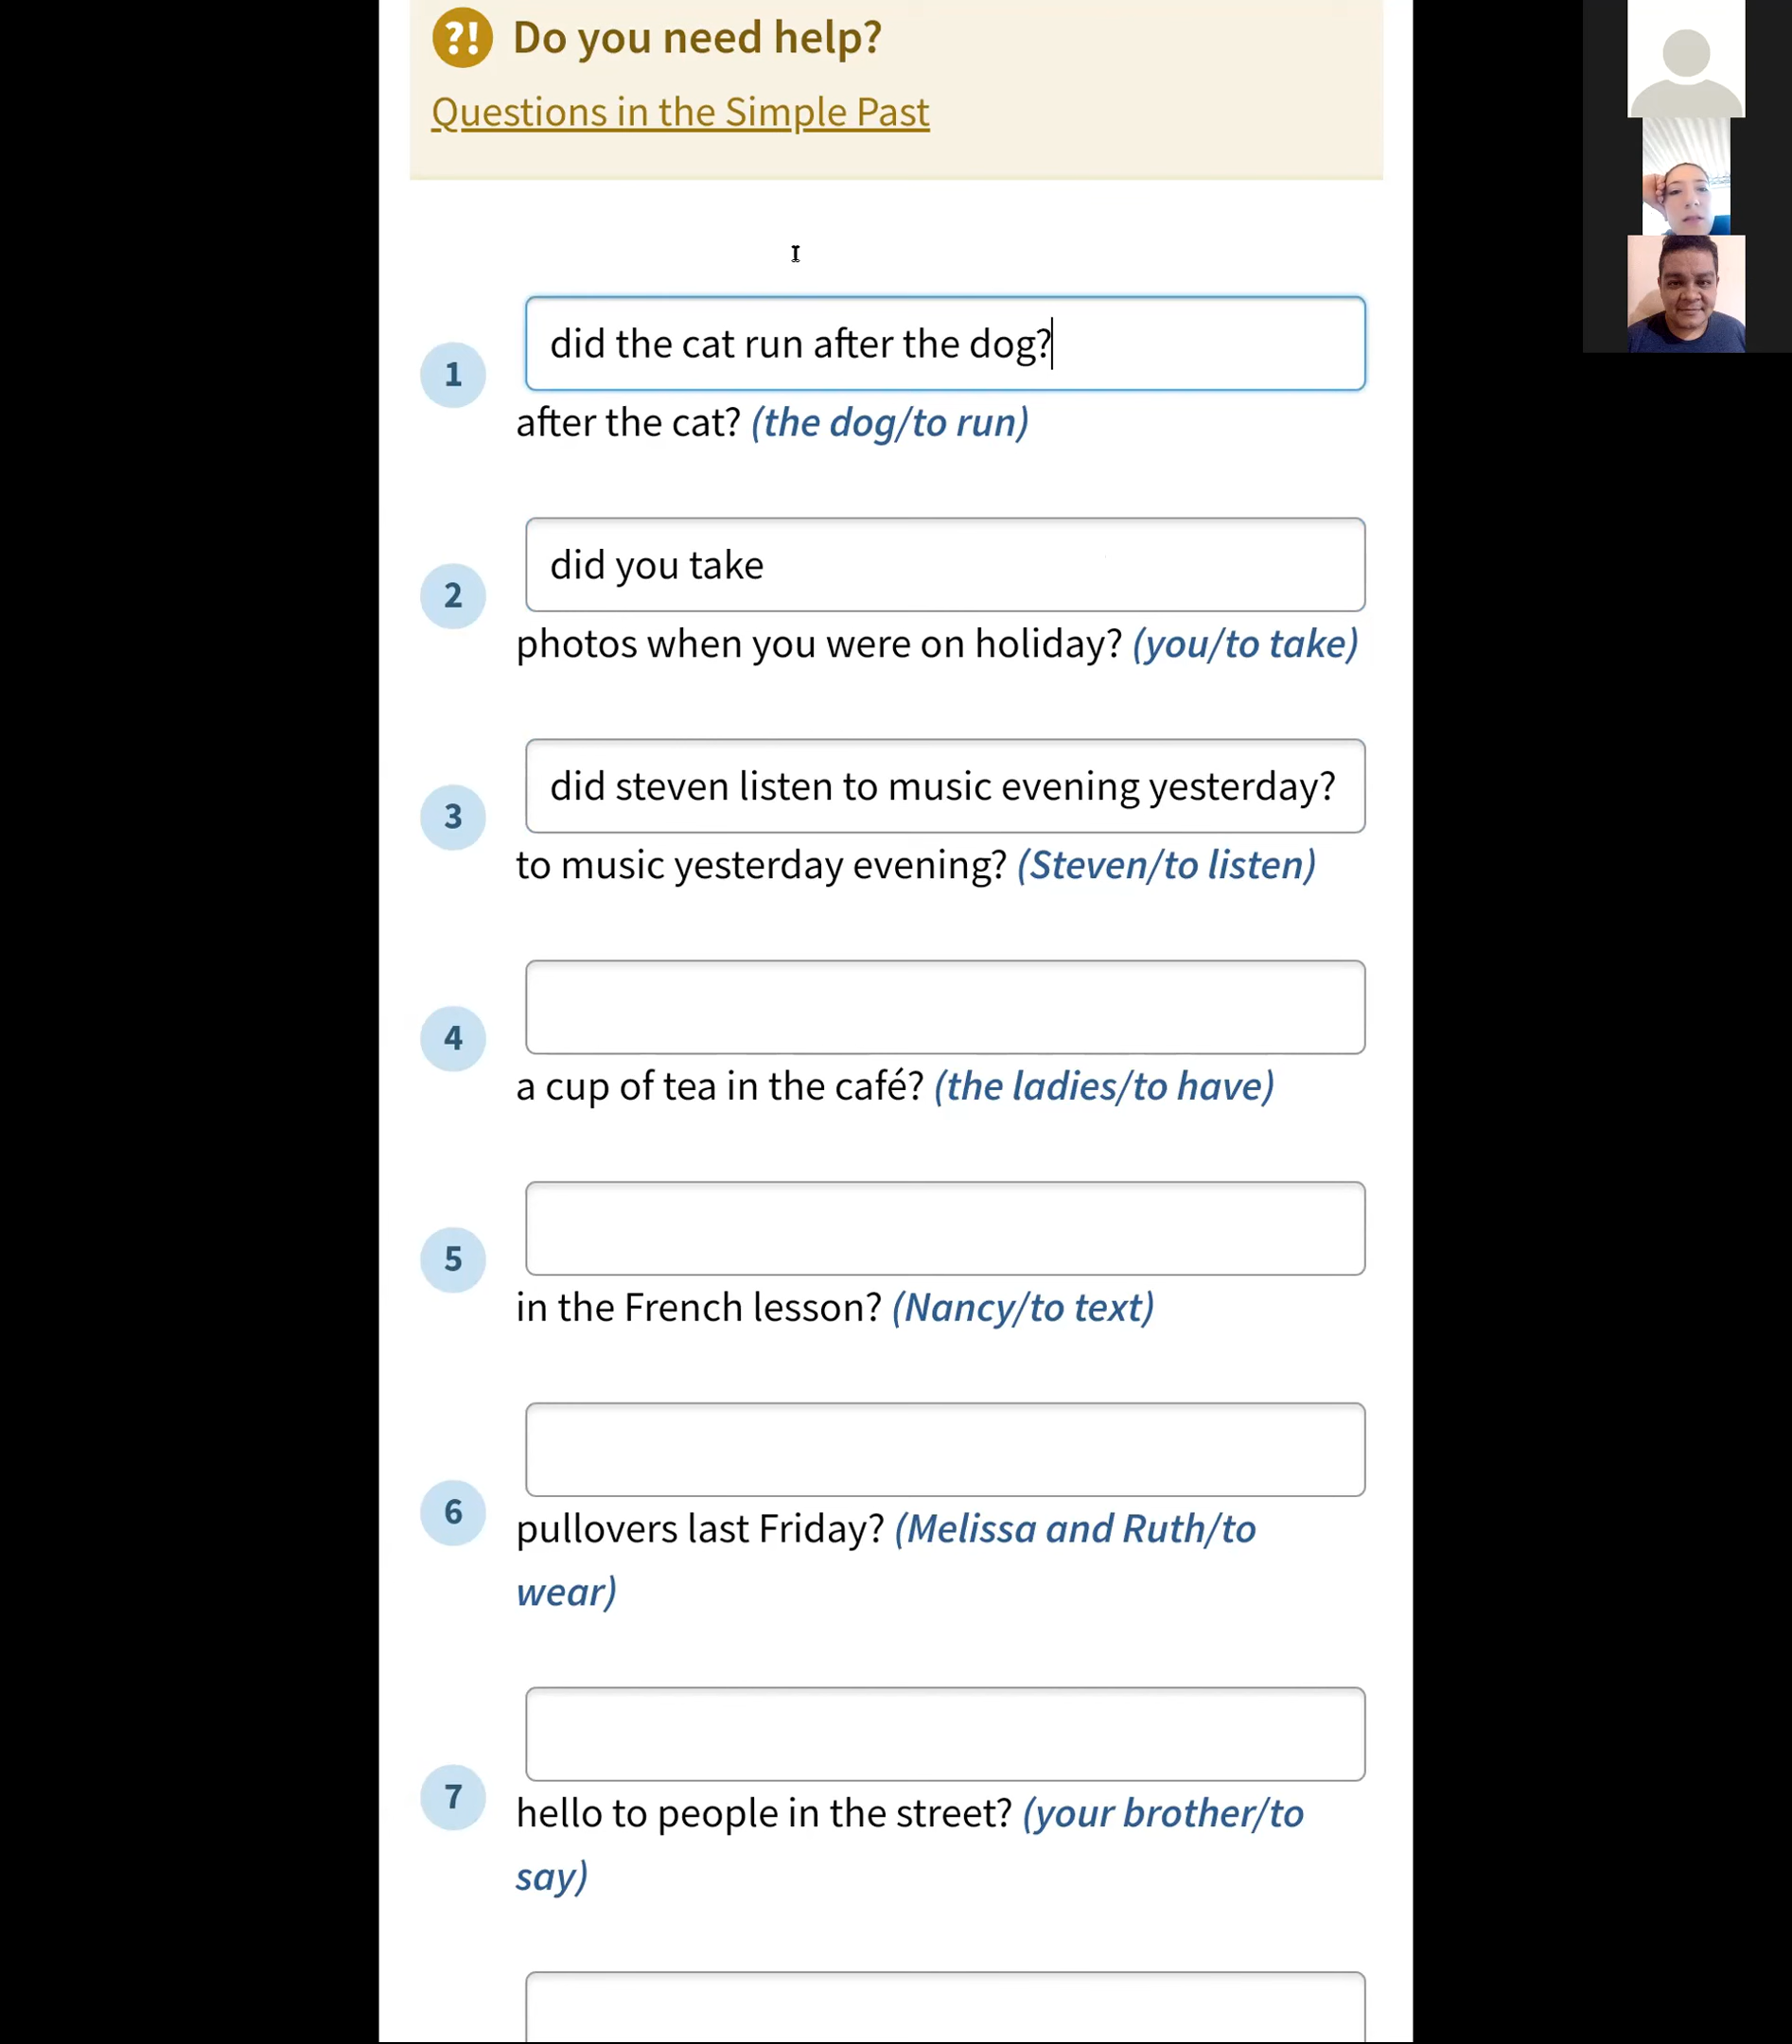 ?! Do you need help?
Questions in the Simple Past
did the cat run after the dog?
1
after the cat? (the dog/to run)
did you take
2
photos when you were on holiday? (you/to take)
did steven listen to music evening yesterday?
3
to music yesterday evening? (Steven/to listen)
4
a cup of tea in the café? (the ladies/to have)
5
in the French lesson? (Nancy/to text)
6
pullovers last Friday? (Melissa and Ruth/to
wear)
7
hello to people in the street? (your brother/to
say)